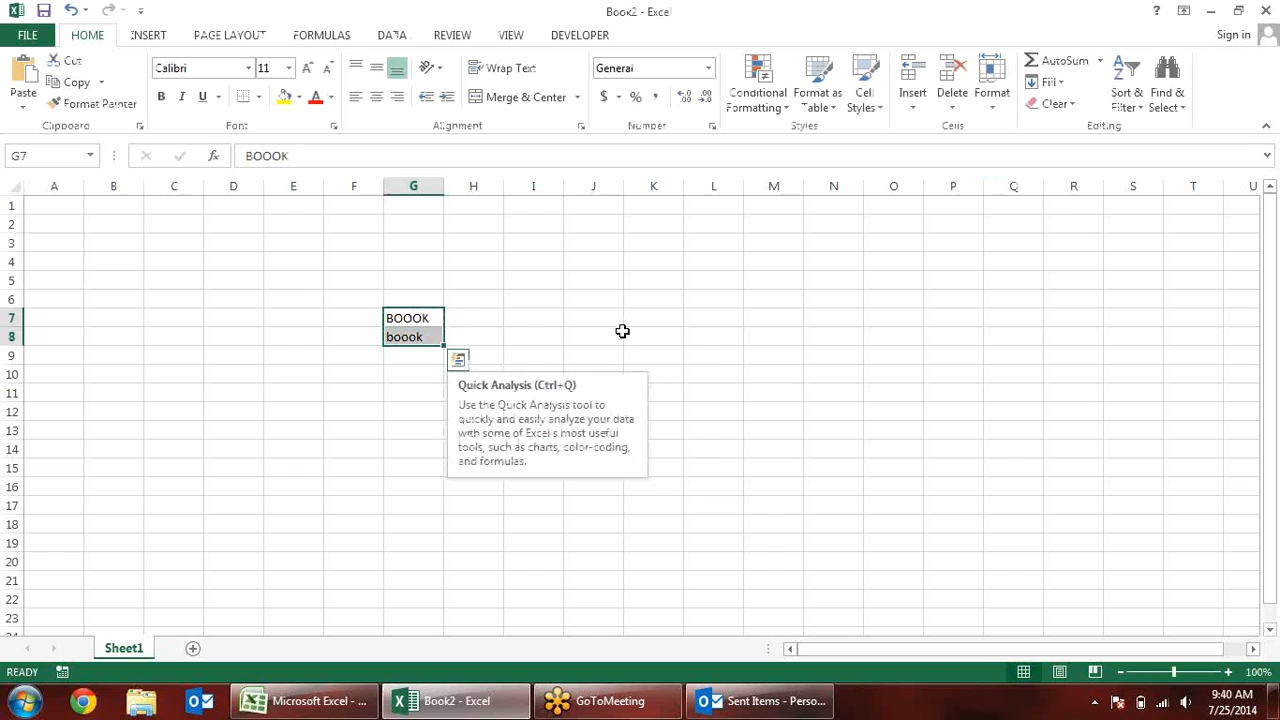 Book2 - Excel
?
FILE HOME INSERT PAGE LAYOUT FORMULAS DATA REVIEW VIEW DEVELOPER Sign in
Paste
Cut
Copy
Format Painter
Clipboard
Calibri 11 A A
B I U A
Font
Wrap Text
Merge & Center
Alignment
General
$ % ,
Number
Conditional Formatting
Format as Table
Cell Styles
Styles
Insert Delete Format
Cells
AutoSum
Fill
Clear
Sort & Filter
Find & Select
Editing
G7 fx BOOOK
A B C D E F G H I J K L M N O P Q R S T U
1
2
3
4
5
6
7 BOOOK
8 boook
9
10
11
12
13
14
15
16
17
18
19
20
21
22
23
24
Quick Analysis (Ctrl+Q)
Use the Quick Analysis tool to
quickly and easily analyze your data
with some of Excel's most useful
tools, such as charts, color-coding,
and formulas.
Sheet1
READY 100%
Microsoft Excel - ... Book2 - Excel GoToMeeting Sent Items - Perso... 9:40 AM
7/25/2014